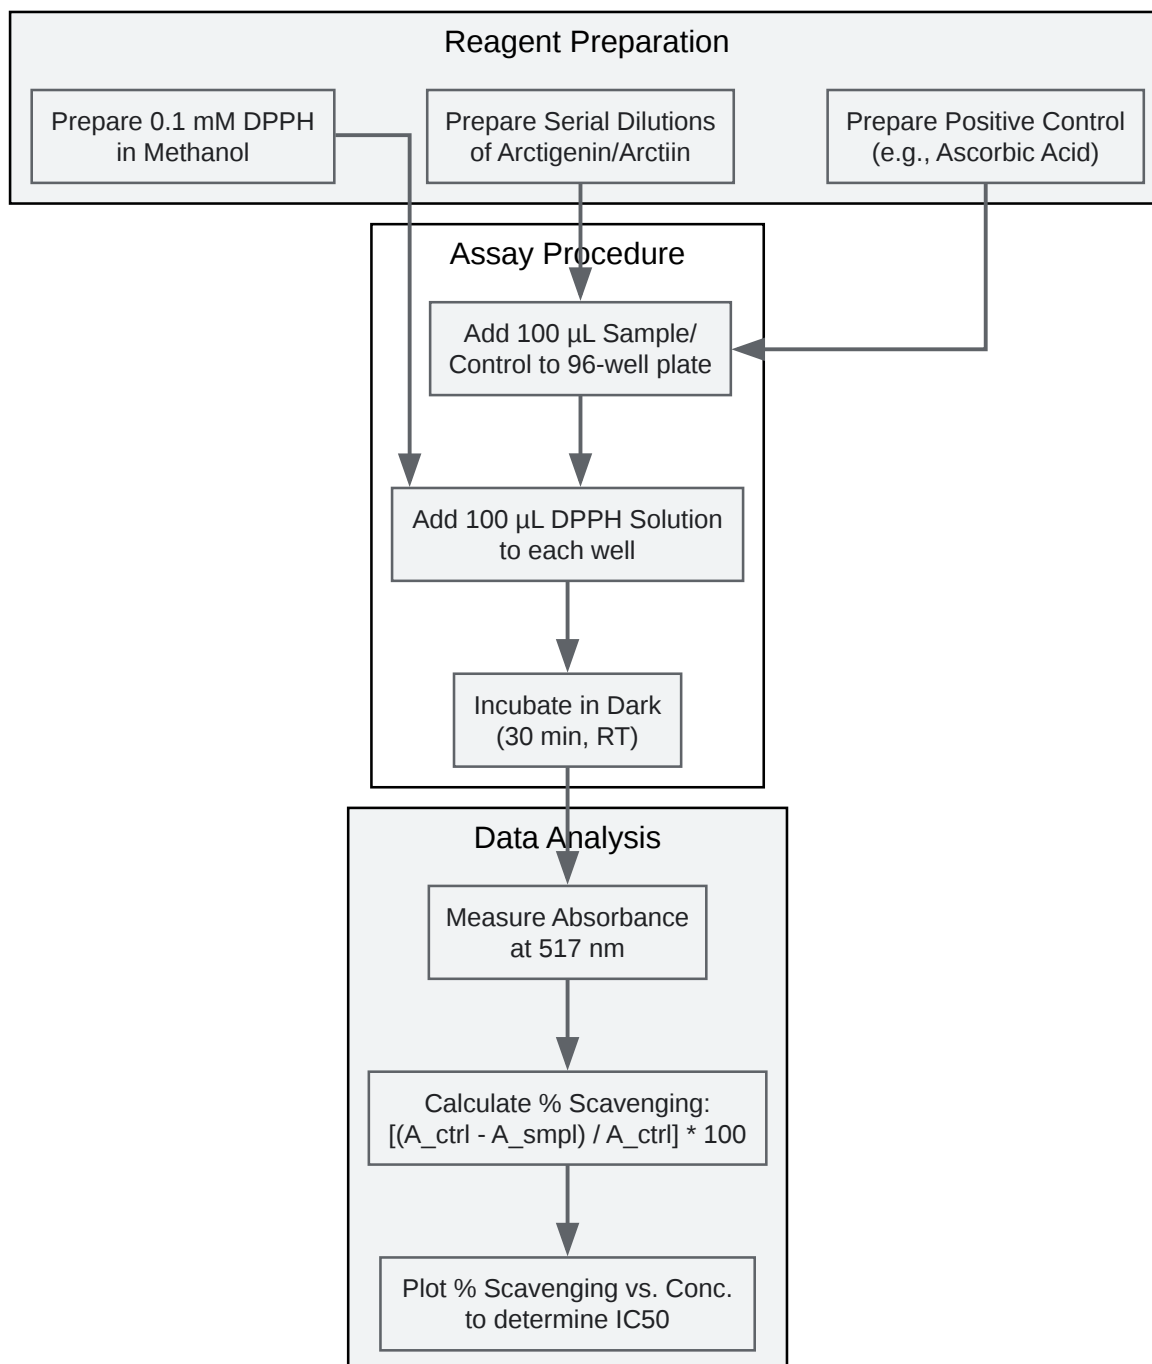 Reagent Preparation
Prepare 0.1 mM DPPH
in Methanol
Prepare Serial Dilutions
of Arctigenin/Arctiin
Prepare Positive Control
(e.g., Ascorbic Acid)
Assay Procedure
Add 100 µL Sample/
Control to 96-well plate
Add 100 µL DPPH Solution
to each well
Incubate in Dark
(30 min, RT)
Data Analysis
Measure Absorbance
at 517 nm
Calculate % Scavenging:
[(A_ctrl - A_smpl) / A_ctrl] * 100
Plot % Scavenging vs. Conc.
to determine IC50